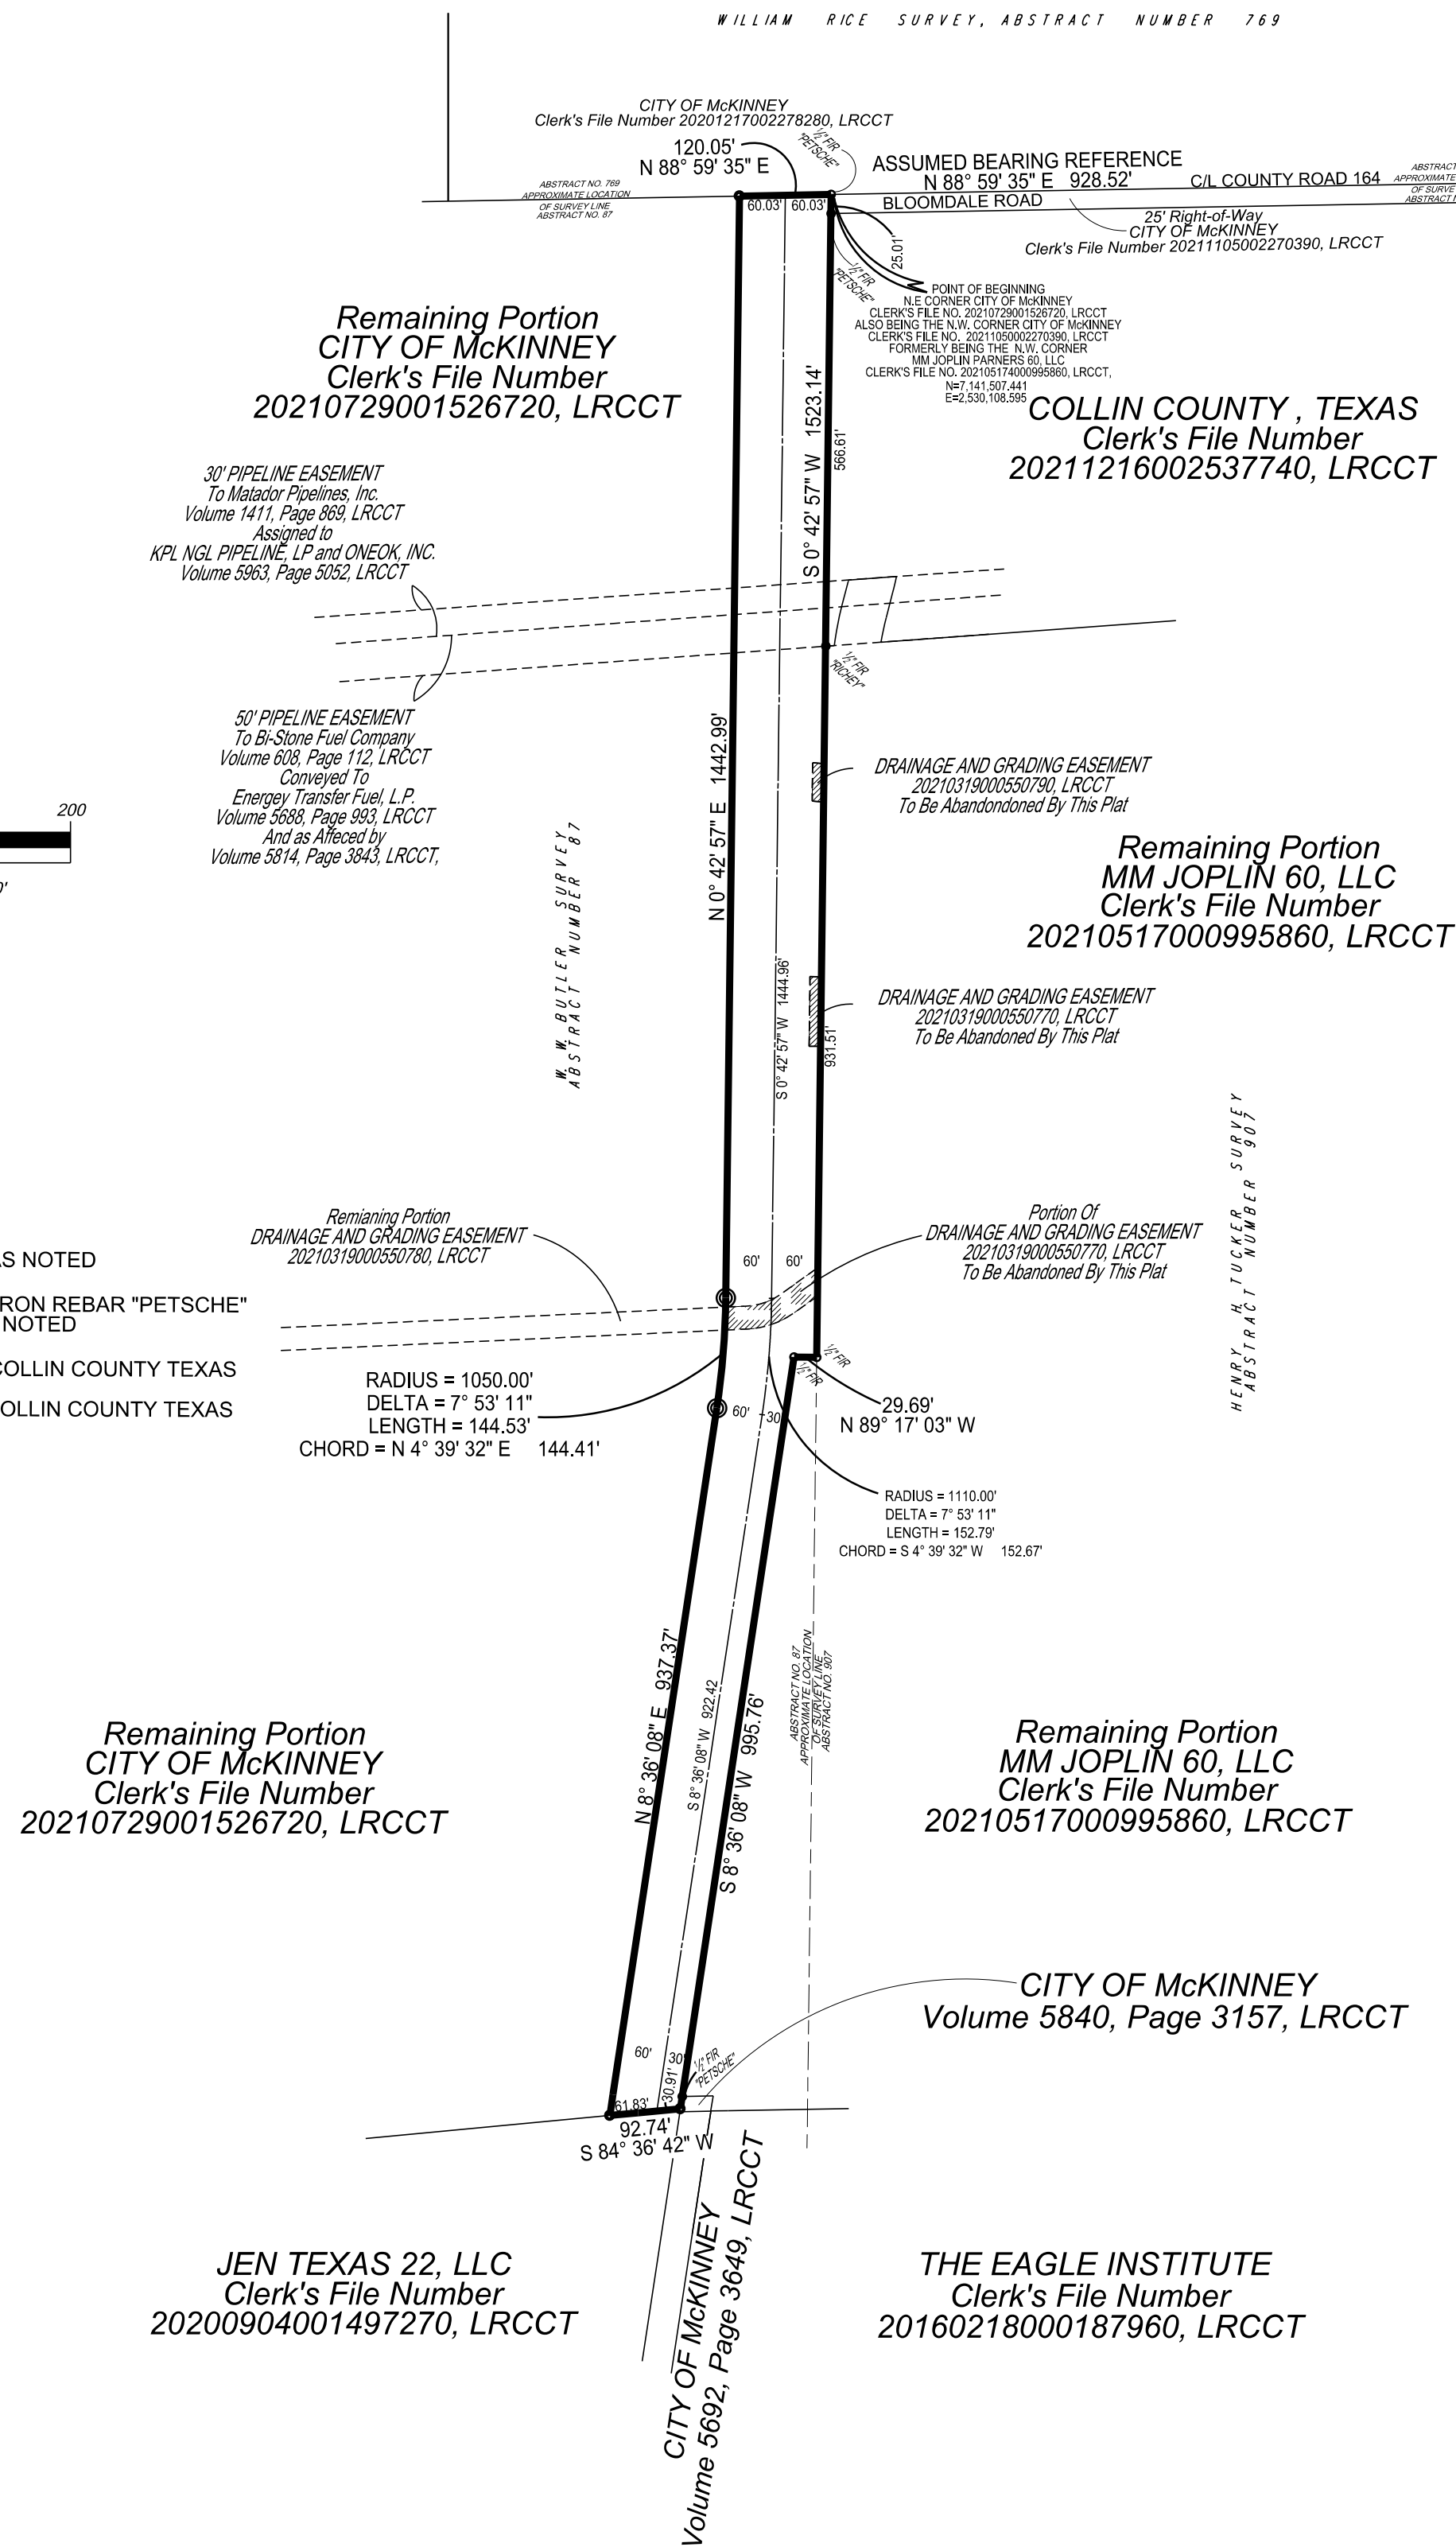 WILLIAM RICE SURVEY, ABSTRACT NUMBER 769
CITY OF McKINNEY
Clerk's File Number 20201217002278280, LRCCT
120.05'
N 88° 59' 35" E
½" FIR
"PETSCHE"
ASSUMED BEARING REFERENCE
N 88° 59' 35" E 928.52'
C/L COUNTY ROAD 164
ABSTRACT NO. 769
APPROXIMATE LOCATION
OF SURVEY LINE
ABSTRACT NO. 87
ABSTRACT
APPROXIMATE
OF SURVE
ABSTRACT
60.03' 60.03'
BLOOMDALE ROAD
25' Right-of-Way
CITY OF McKINNEY
Clerk's File Number 20211105002270390, LRCCT
25.01'
½" FIR
"PETSCHE"
POINT OF BEGINNING
N.E CORNER CITY OF McKINNEY
CLERK'S FILE NO. 20210729001526720, LRCCT
ALSO BEING THE N.W. CORNER CITY OF McKINNEY
CLERK'S FILE NO. 20211050002270390, LRCCT
FORMERLY BEING THE N.W. CORNER
MM JOPLIN PARNERS 60, LLC
CLERK'S FILE NO. 202105174000995860, LRCCT,
N=7,141,507.441
E=2,530,108.595
Remaining Portion
CITY OF McKINNEY
Clerk's File Number
20210729001526720, LRCCT
S 0° 42' 57" W 1523.14'
566.61'
COLLIN COUNTY , TEXAS
Clerk's File Number
20211216002537740, LRCCT
30' PIPELINE EASEMENT
To Matador Pipelines, Inc.
Volume 1411, Page 869, LRCCT
Assigned to
KPL NGL PIPELINE, LP and ONEOK, INC.
Volume 5963, Page 5052, LRCCT
½" FIR
"RICHEY"
50' PIPELINE EASEMENT
To Bi-Stone Fuel Company
Volume 608, Page 112, LRCCT
Conveyed To
Energey Transfer Fuel, L.P.
Volume 5688, Page 993, LRCCT
And as Affeced by
Volume 5814, Page 3843, LRCCT,
200
0'
N 0° 42' 57" E 1442.99'
DRAINAGE AND GRADING EASEMENT
20210319000550790, LRCCT
To Be Abandondoned By This Plat
W. W. BUTLER SURVEY
ABSTRACT NUMBER 87
Remaining Portion
MM JOPLIN 60, LLC
Clerk's File Number
20210517000995860, LRCCT
S 0° 42' 57" W 1444.96'
DRAINAGE AND GRADING EASEMENT
20210319000550770, LRCCT
To Be Abandoned By This Plat
931.51'
HENRY H. TUCKER SURVEY
ABSTRACT NUMBER 907
Remianing Portion
DRAINAGE AND GRADING EASEMENT
20210319000550780, LRCCT
Portion Of
DRAINAGE AND GRADING EASEMENT
20210319000550770, LRCCT
To Be Abandoned By This Plat
60' 60'
AS NOTED
RON REBAR "PETSCHE"
NOTED
COLLIN COUNTY TEXAS
OLLIN COUNTY TEXAS
½" FIR
½" FIR
RADIUS = 1050.00'
DELTA = 7° 53' 11"
LENGTH = 144.53'
CHORD = N 4° 39' 32" E 144.41'
60' 30'
29.69'
N 89° 17' 03" W
RADIUS = 1110.00'
DELTA = 7° 53' 11"
LENGTH = 152.79'
CHORD = S 4° 39' 32" W 152.67'
N 8° 36' 08" E 937.37'
S 8° 36' 08" W 922.42
S 8° 36' 08" W 995.76'
ABSTRACT NO. 87
APPROXIMATE LOCATION
OF SURVEY LINE
ABSTRACT NO. 907
Remaining Portion
CITY OF McKINNEY
Clerk's File Number
20210729001526720, LRCCT
Remaining Portion
MM JOPLIN 60, LLC
Clerk's File Number
20210517000995860, LRCCT
CITY OF McKINNEY
Volume 5840, Page 3157, LRCCT
60' 30'
½" FIR
"PETSCHE"
61.83'
30.91'
92.74'
S 84° 36' 42" W
CITY OF McKINNEY
Volume 5692, Page 3649, LRCCT
JEN TEXAS 22, LLC
Clerk's File Number
20200904001497270, LRCCT
THE EAGLE INSTITUTE
Clerk's File Number
20160218000187960, LRCCT